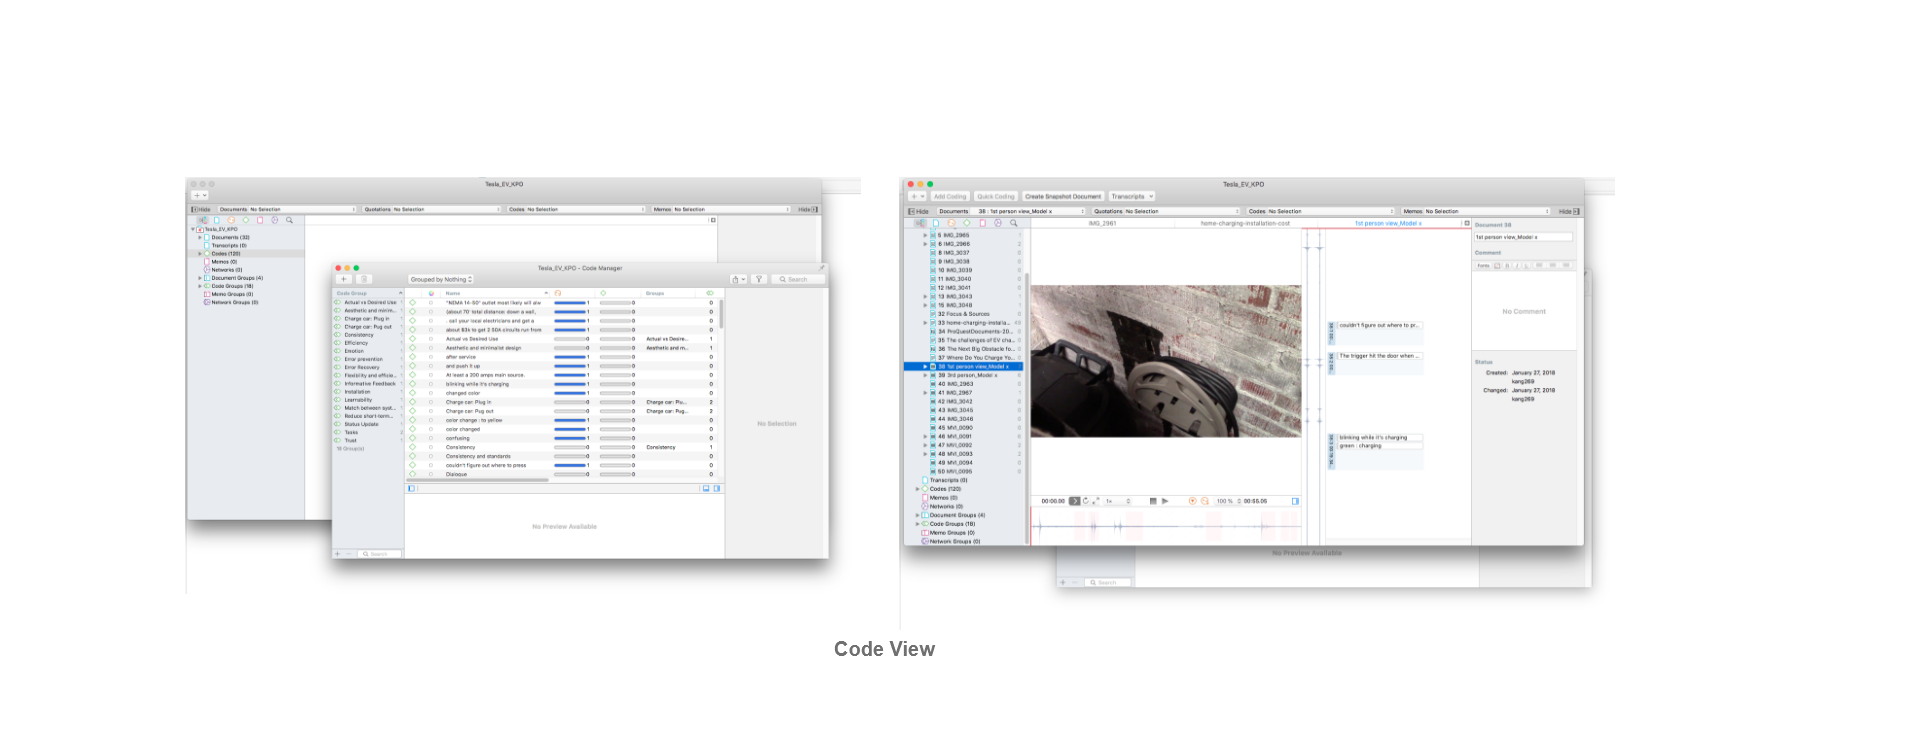 Tesla_EV_KPO
Hide Documents No Selection Quotations No Selection Codes No Selection Memos No Selection Hide
Tesla_EV_KPO
Documents (33)
Transcripts (0)
Codes (120)
Memos (0)
Networks (0)
Document Groups (4)
Code Groups (18)
Memo Groups (0)
Network Groups (0)
Tesla_EV_KPO - Code Manager
Grouped by Nothing
Search
Code Group
Actual vs Desired Use
Aesthetic and minim...
Charge car: Plug in
Charge car: Pug out
Consistency
Efficiency
Emotion
Error prevention
Error Recovery
Flexibility and efficie...
Informative Feedback
Installation
Learnability
Match between syst...
Reduce short-term...
Status Update
Tasks
Trust
18 Group(s)
Search
Name Groups
"NEMA 14-50" outlet most likely will alw 1 0 0
(about 70' total distance: down a wall, 1 0 0
. call your local electricians and get a 1 0 0
about $3k to get 2 50A circuits run from 1 0 0
Actual vs Desired Use 0 0 Actual vs Desire... 1
Aesthetic and minimalist design 0 0 Aesthetic and m... 1
after service 1 0 0
and push it up 1 0 0
At least a 200 amps main source. 1 0 0
blinking while it's charging 1 0 0
changed color 1 0 0
Charge car: Plug in 0 0 Charge car: Plu... 2
Charge car: Pug out 0 0 Charge car: Pug... 2
color change : to yellow 1 0 0
color changed 1 0 0
confusing 1 0 0
Consistency 0 0 Consistency 1
Consistency and standards 0 0 0
couldn't figure out where to press 1 0 0
Dialogue 0 0 0
No Selection
No Preview Available
Tesla_EV_KPO
Add Coding Quick Coding Create Snapshot Document Transcripts
Hide Documents 38 : 1st person view_Model x Quotations No Selection Codes No Selection Memos No Selection Hide
IMG_2961 home-charging-installation-cost 1st person view_Model x
5 IMG_2965
6 IMG_2966
8 IMG_3037
9 IMG_3038
10 IMG_3039
11 IMG_3040
12 IMG_3041
13 IMG_3043
15 IMG_3048
32 Focus & Sources
33 home-charging-installa...
34 ProQuestDocuments-20...
35 The challenges of EV cha...
36 The Next Big Obstacle fo...
37 Where Do You Charge Yo...
38 1st person view_Model x
39 3rd person_Model x
40 IMG_2963
41 IMG_2967
42 IMG_3042
43 IMG_3045
44 IMG_3046
45 MVI_0090
46 MVI_0091
47 MVI_0092
48 MVI_0093
49 MVI_0094
50 MVI_0095
Transcripts (0)
Codes (120)
Memos (0)
Networks (0)
Document Groups (4)
Code Groups (18)
Memo Groups (0)
Network Groups (0)
couldn't figure out where to pr...
The trigger hit the door when ...
blinking while it's charging
green : charging
00:00.00 1x 100 % 00:55.05
Document 38
1st person view_Model x
Comment
Fonts
No Comment
Status
Created: January 27, 2018
kang269
Changed: January 27, 2018
kang269
No Preview Available
Search
Code View